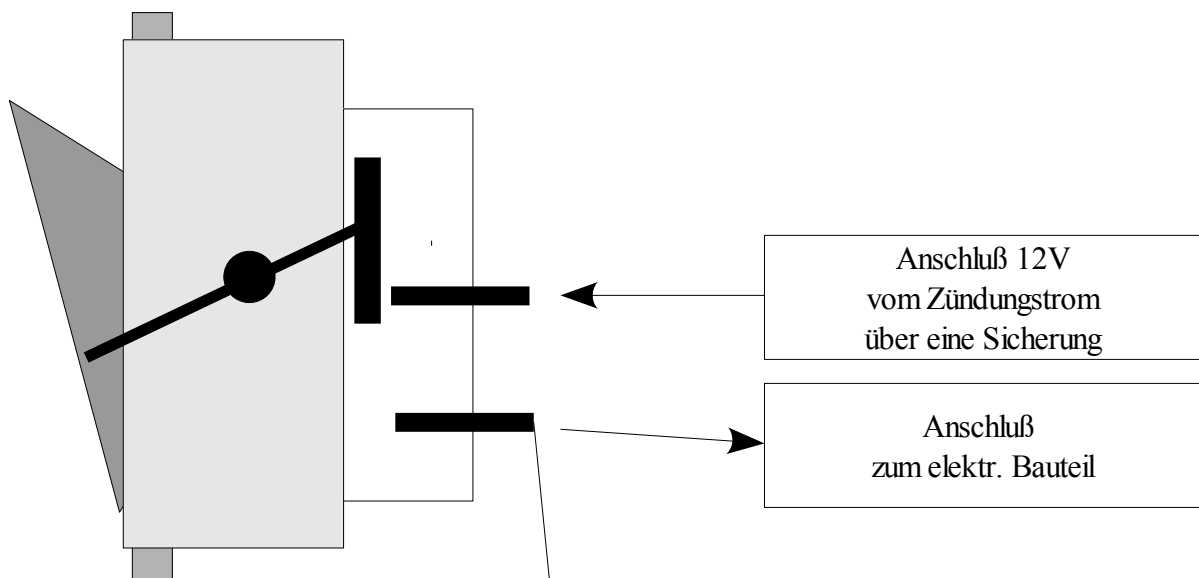 Anschluß 12V
vom Zündungstrom
über eine Sicherung
Anschluß
zum elektr. Bauteil